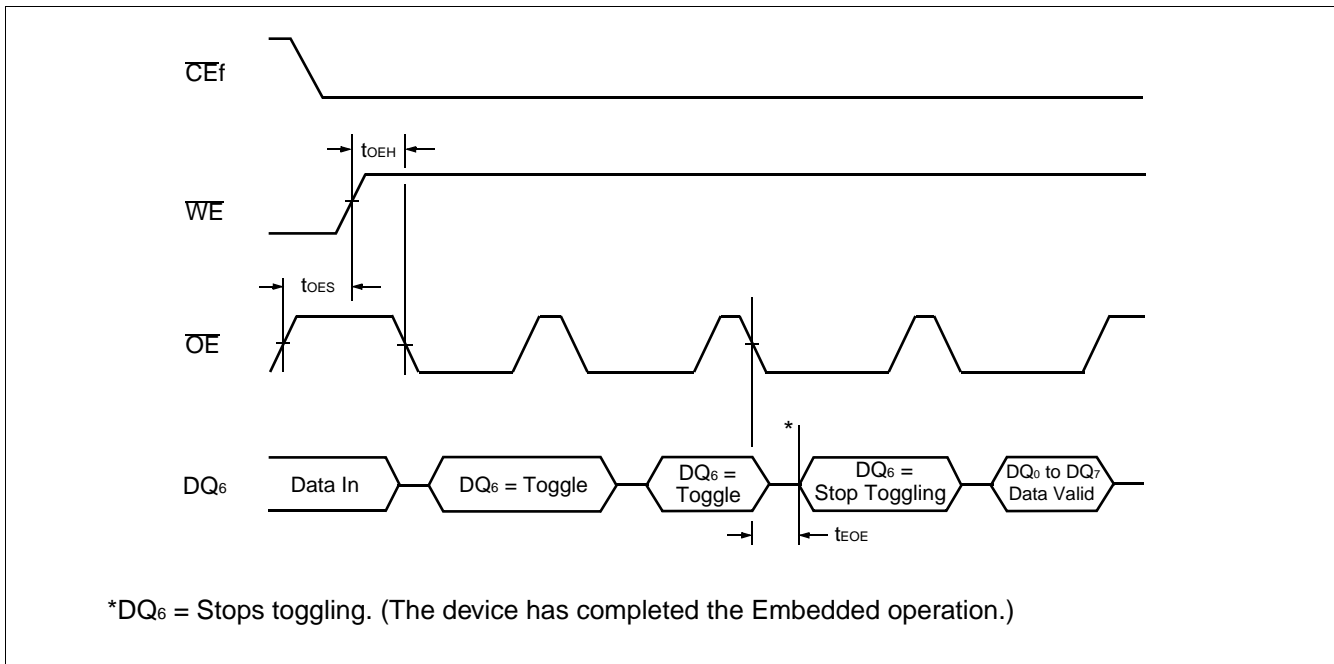 CEf
tOEH
WE
tOES
OE
*
DQ6
Data In
DQ6 = Toggle
DQ6 =
Toggle
DQ6 =
Stop Toggling
DQ0 to DQ7
Data Valid
tEOE
*DQ6 = Stops toggling. (The device has completed the Embedded operation.)